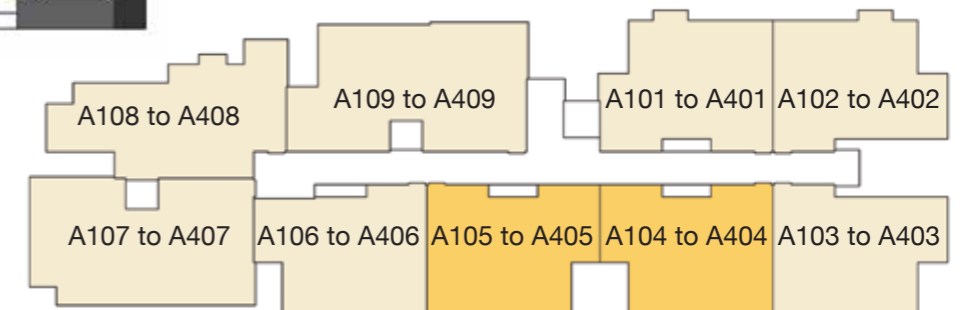 A108 to A408
A109 to A409
A101 to A401
A102 to A402
A107 to A407
A106 to A406
A105 to A405
A104 to A404
A103 to A403